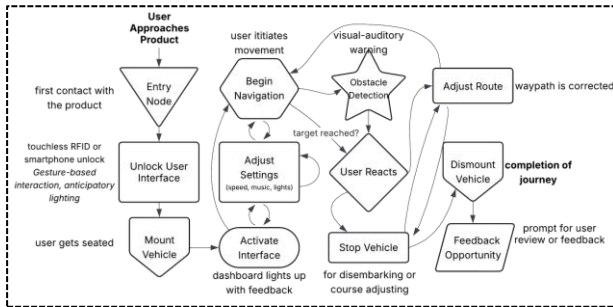 User
Approaches
Product
first contact with
the product
Entry
Node
touchless RFID or
smartphone unlock
Gesture-based
interaction, anticipatory
lighting
Unlock User
Interface
user gets seated
Mount
Vehicle
user ititiates
movement
Begin
Navigation
Adjust
Settings
(speed, music, lights)
Activate
Interface
dashboard lights up
with feedback
visual-auditory
warning
Obstacle
Detection
target reached?
User Reacts
Stop Vehicle
for disembarking or
course adjusting
Adjust Route
waypath is corrected
Dismount
Vehicle
completion of
journey
Feedback
Opportunity
prompt for user
review or feedback